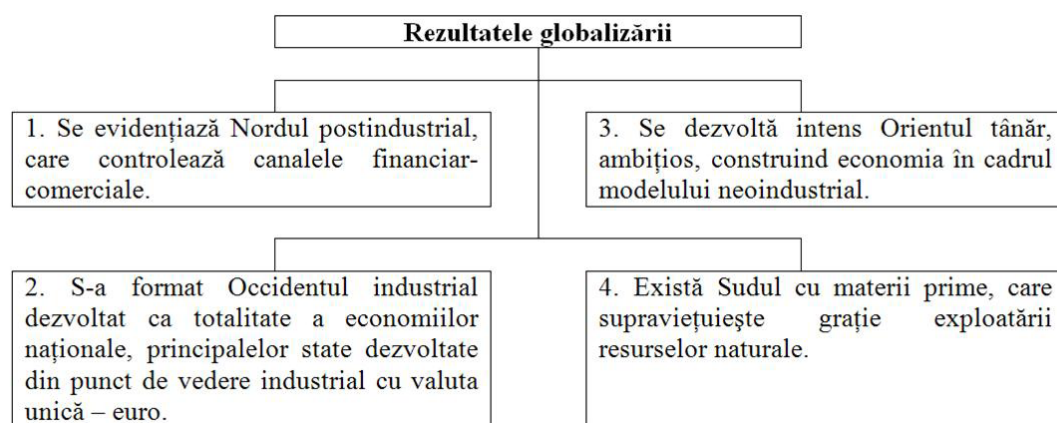 Rezultatele globalizării
1. Se evidențiază Nordul postindustrial,
care controlează canalele financiar-
comerciale.
3. Se dezvoltă intens Orientul tânăr,
ambițios, construind economia în cadrul
modelului neoindustrial.
2. S-a format Occidentul industrial
dezvoltat ca totalitate a economiilor
naționale, principalelor state dezvoltate
din punct de vedere industrial cu valuta
unică – euro.
4. Există Sudul cu materii prime, care
supraviețuieşte grație exploatării
resurselor naturale.